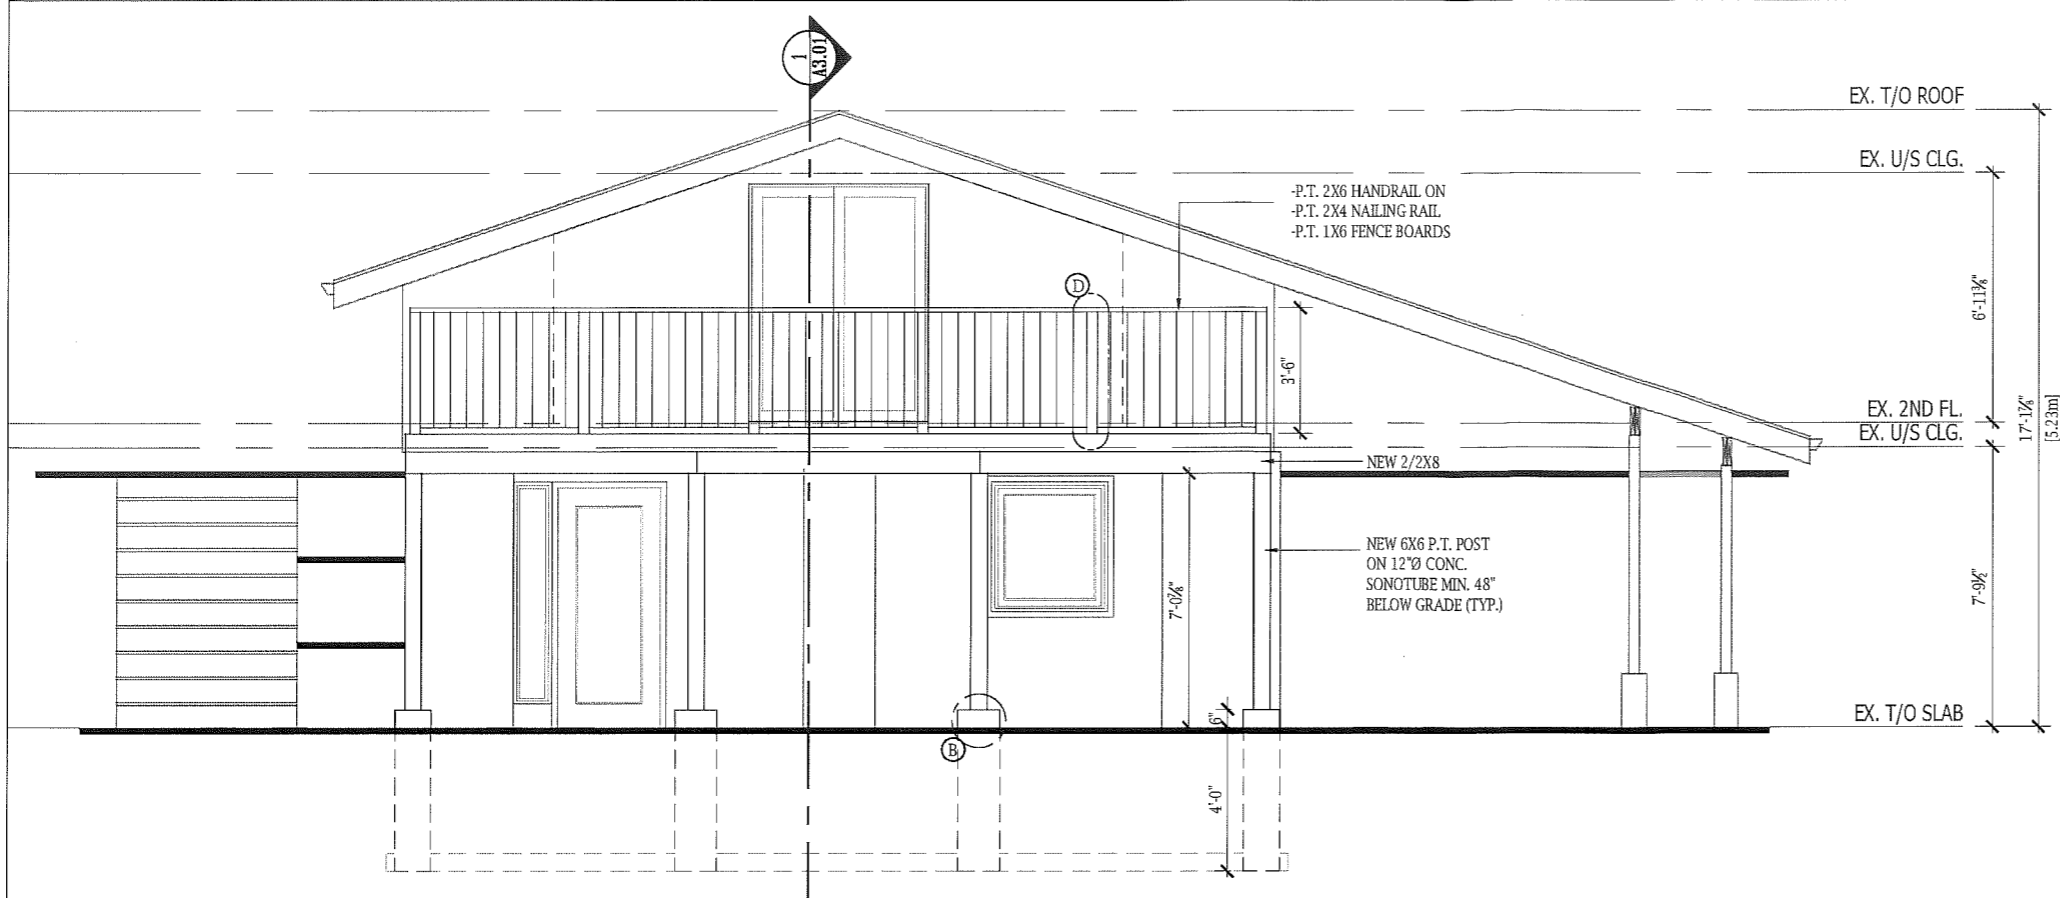 1
A3.01
EX. T/O ROOF
EX. U/S CLG.
-P.T. 2X6 HANDRAIL ON
-P.T. 2X4 NAILING RAIL
-P.T. 1X6 FENCE BOARDS
D
6'-11⅜"
3'-6"
EX. 2ND FL.
EX. U/S CLG.
17'-1⅞"
[5.23m]
NEW 2/2X8
NEW 6X6 P.T. POST
ON 12"Ø CONC.
SONOTUBE MIN. 48"
BELOW GRADE (TYP.)
7'-0⅞"
7'-9½"
6"
EX. T/O SLAB
B
4'-0"